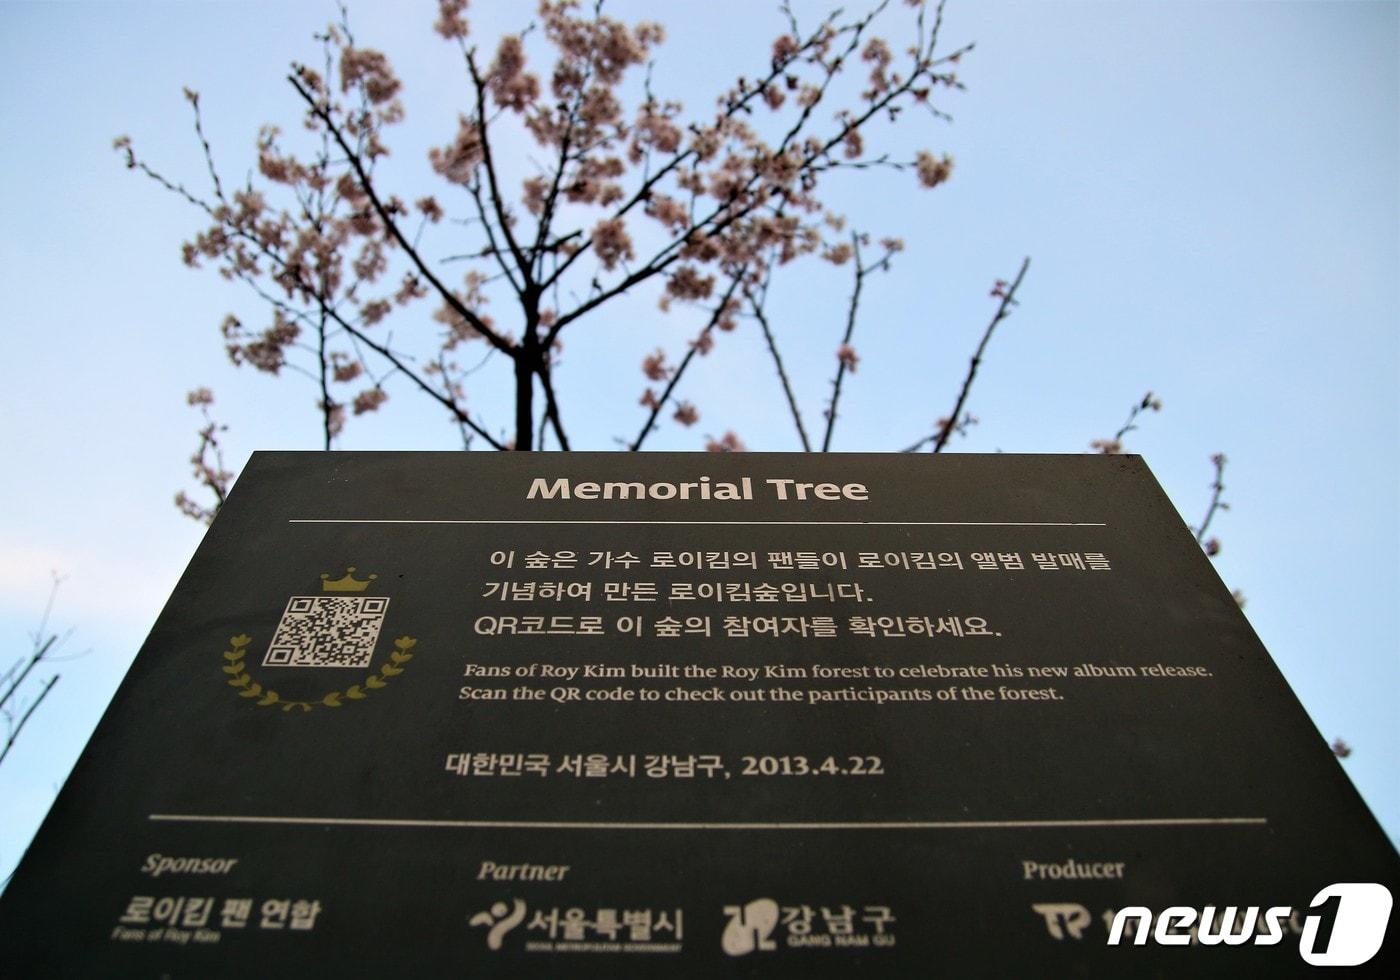 Memorial Tree
이 숲은 가수 로이킴의 팬들이 로이킴의 앨범 발매를
기념하여 만든 로이킴숲입니다.
QR코드로 이 숲의 참여자를 확인하세요.
Fans of Roy Kim built the Roy Kim forest to celebrate his new album release.
Scan the QR code to check out the participants of the forest.
대한민국 서울시 강남구, 2013.4.22
Sponsor
Partner
Producer
로이킴 팬 연합
Fans of Roy Kim
서울특별시
SEOUL METROPOLITAN GOVERNMENT
강남구
GANG NAM GU
news1